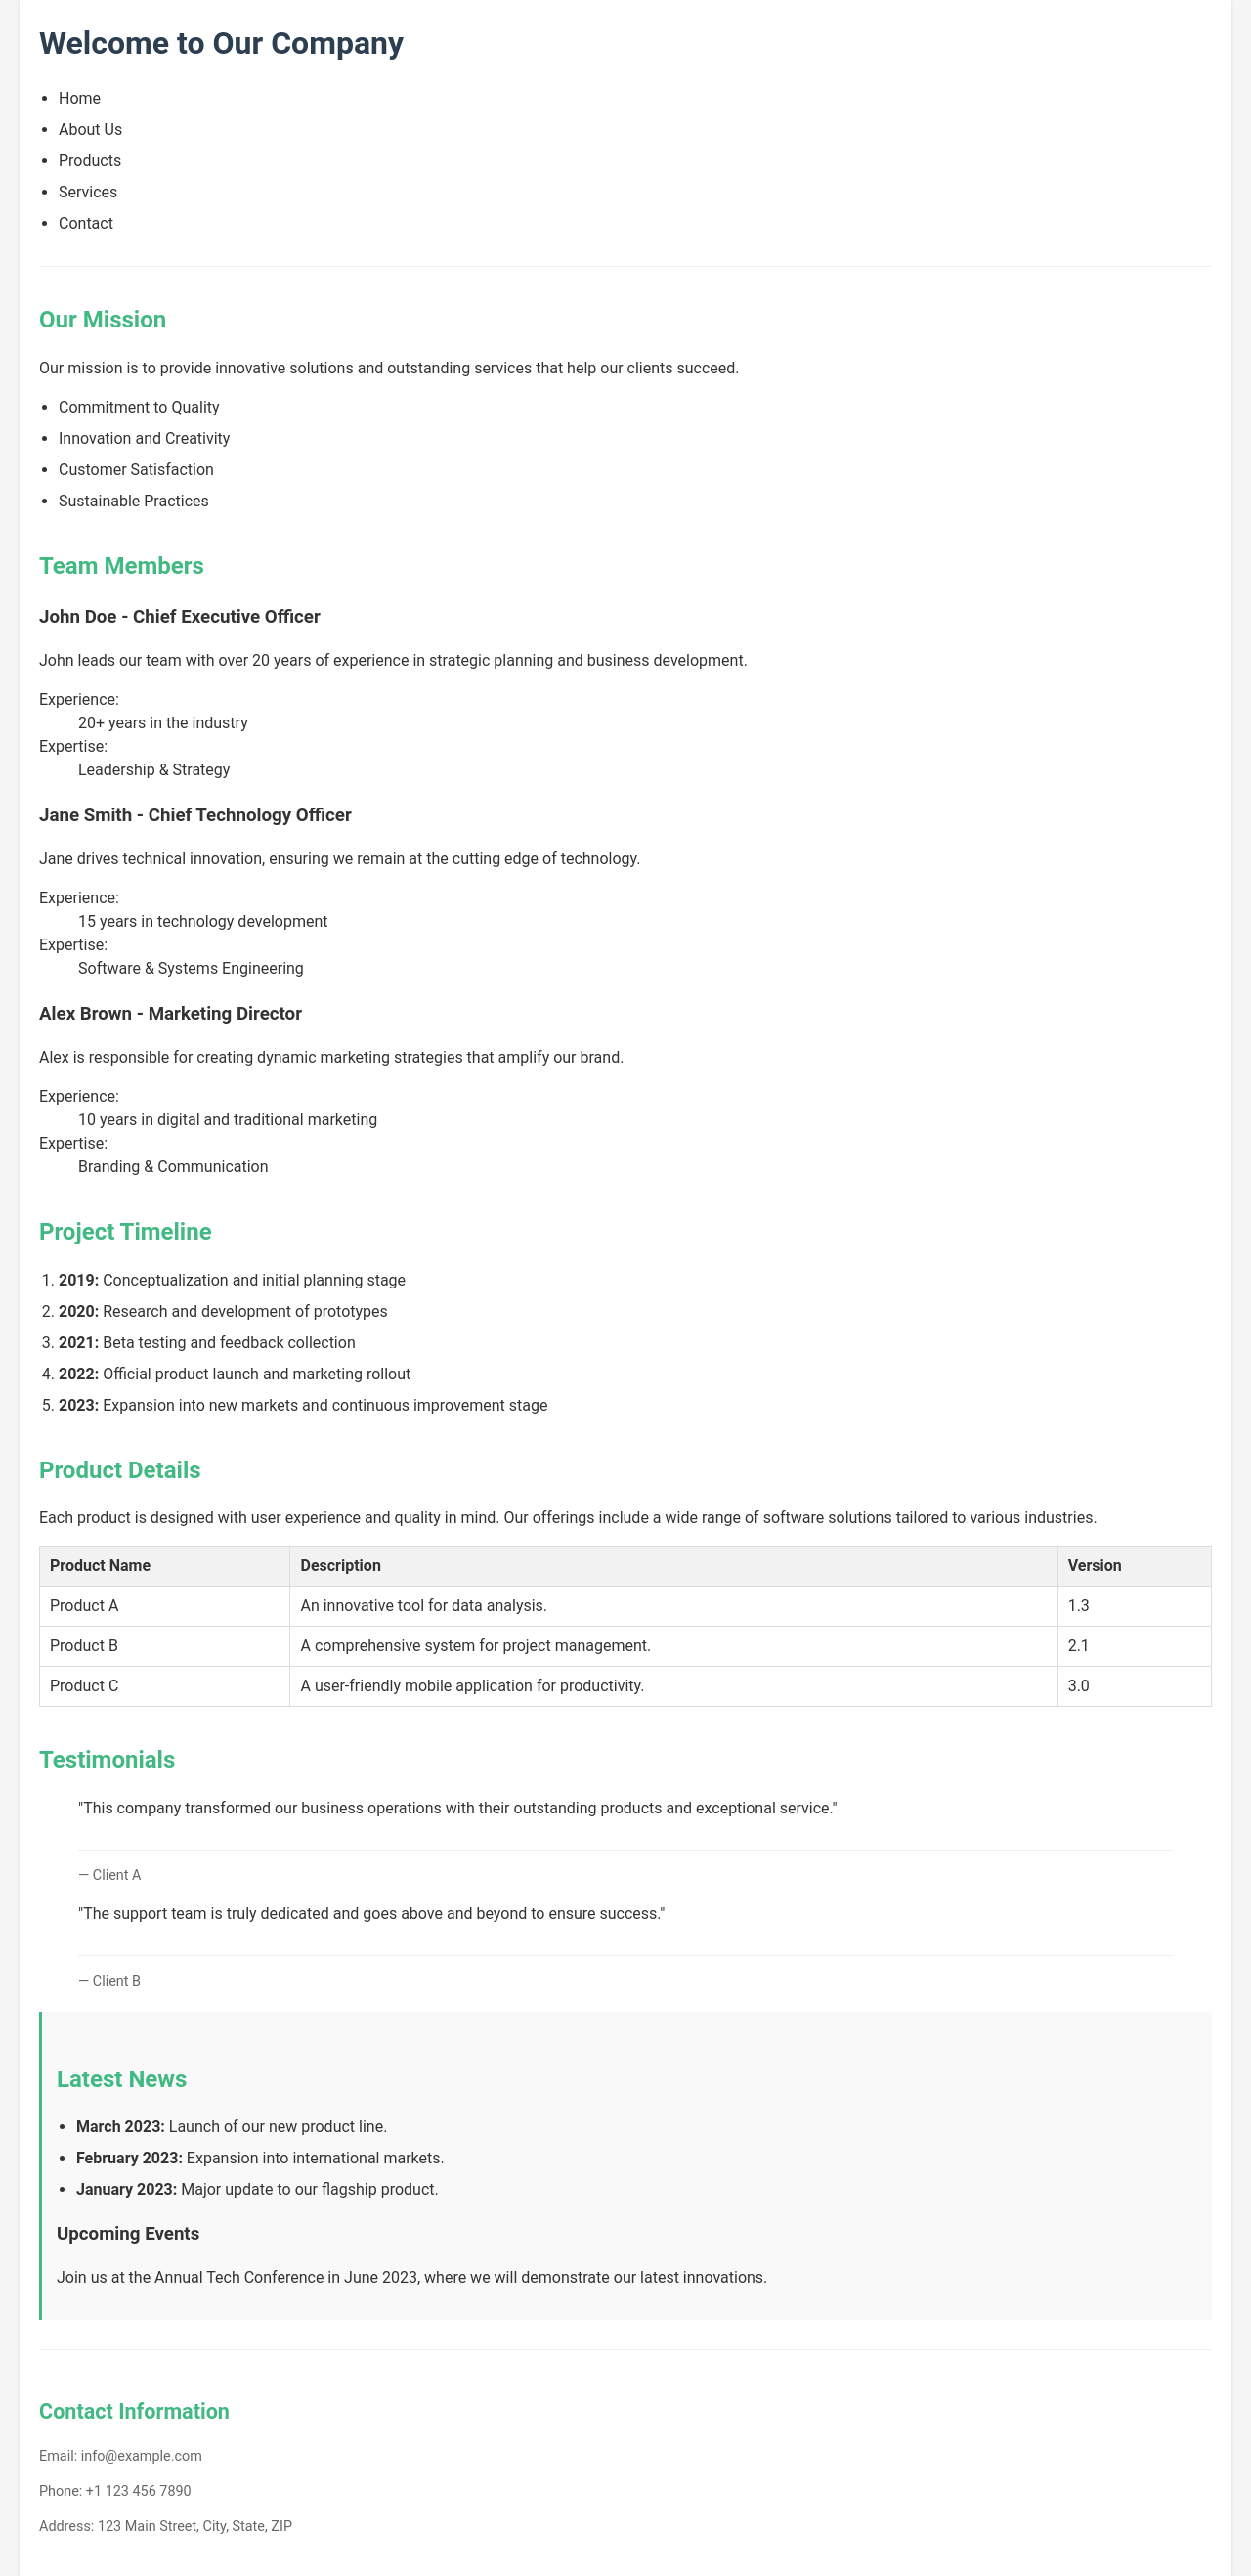 Welcome to Our Company
• Home
• About Us
• Products
• Services
• Contact
Our Mission
Our mission is to provide innovative solutions and outstanding services that help our clients succeed.
• Commitment to Quality
• Innovation and Creativity
• Customer Satisfaction
• Sustainable Practices
Team Members
John Doe - Chief Executive Officer
John leads our team with over 20 years of experience in strategic planning and business development.
Experience:
20+ years in the industry
Expertise:
Leadership & Strategy
Jane Smith - Chief Technology Officer
Jane drives technical innovation, ensuring we remain at the cutting edge of technology.
Experience:
15 years in technology development
Expertise:
Software & Systems Engineering
Alex Brown - Marketing Director
Alex is responsible for creating dynamic marketing strategies that amplify our brand.
Experience:
10 years in digital and traditional marketing
Expertise:
Branding & Communication
Project Timeline
1. 2019: Conceptualization and initial planning stage
2. 2020: Research and development of prototypes
3. 2021: Beta testing and feedback collection
4. 2022: Official product launch and marketing rollout
5. 2023: Expansion into new markets and continuous improvement stage
Product Details
Each product is designed with user experience and quality in mind. Our offerings include a wide range of software solutions tailored to various industries.
Product Name Description Version
Product A An innovative tool for data analysis. 1.3
Product B A comprehensive system for project management. 2.1
Product C A user-friendly mobile application for productivity. 3.0
Testimonials
"This company transformed our business operations with their outstanding products and exceptional service."
— Client A
"The support team is truly dedicated and goes above and beyond to ensure success."
— Client B
Latest News
• March 2023: Launch of our new product line.
• February 2023: Expansion into international markets.
• January 2023: Major update to our flagship product.
Upcoming Events
Join us at the Annual Tech Conference in June 2023, where we will demonstrate our latest innovations.
Contact Information
Email: info@example.com
Phone: +1 123 456 7890
Address: 123 Main Street, City, State, ZIP